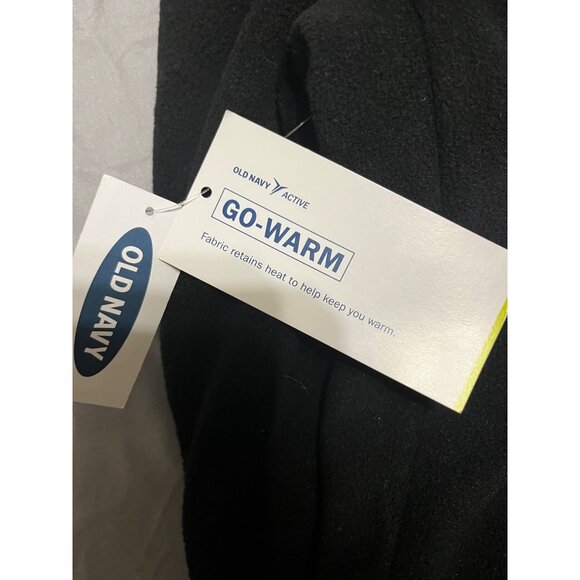 OLD NAVY ACTIVE
GO-WARM
Fabric retains heat to help keep you warm.
OLD NAVY